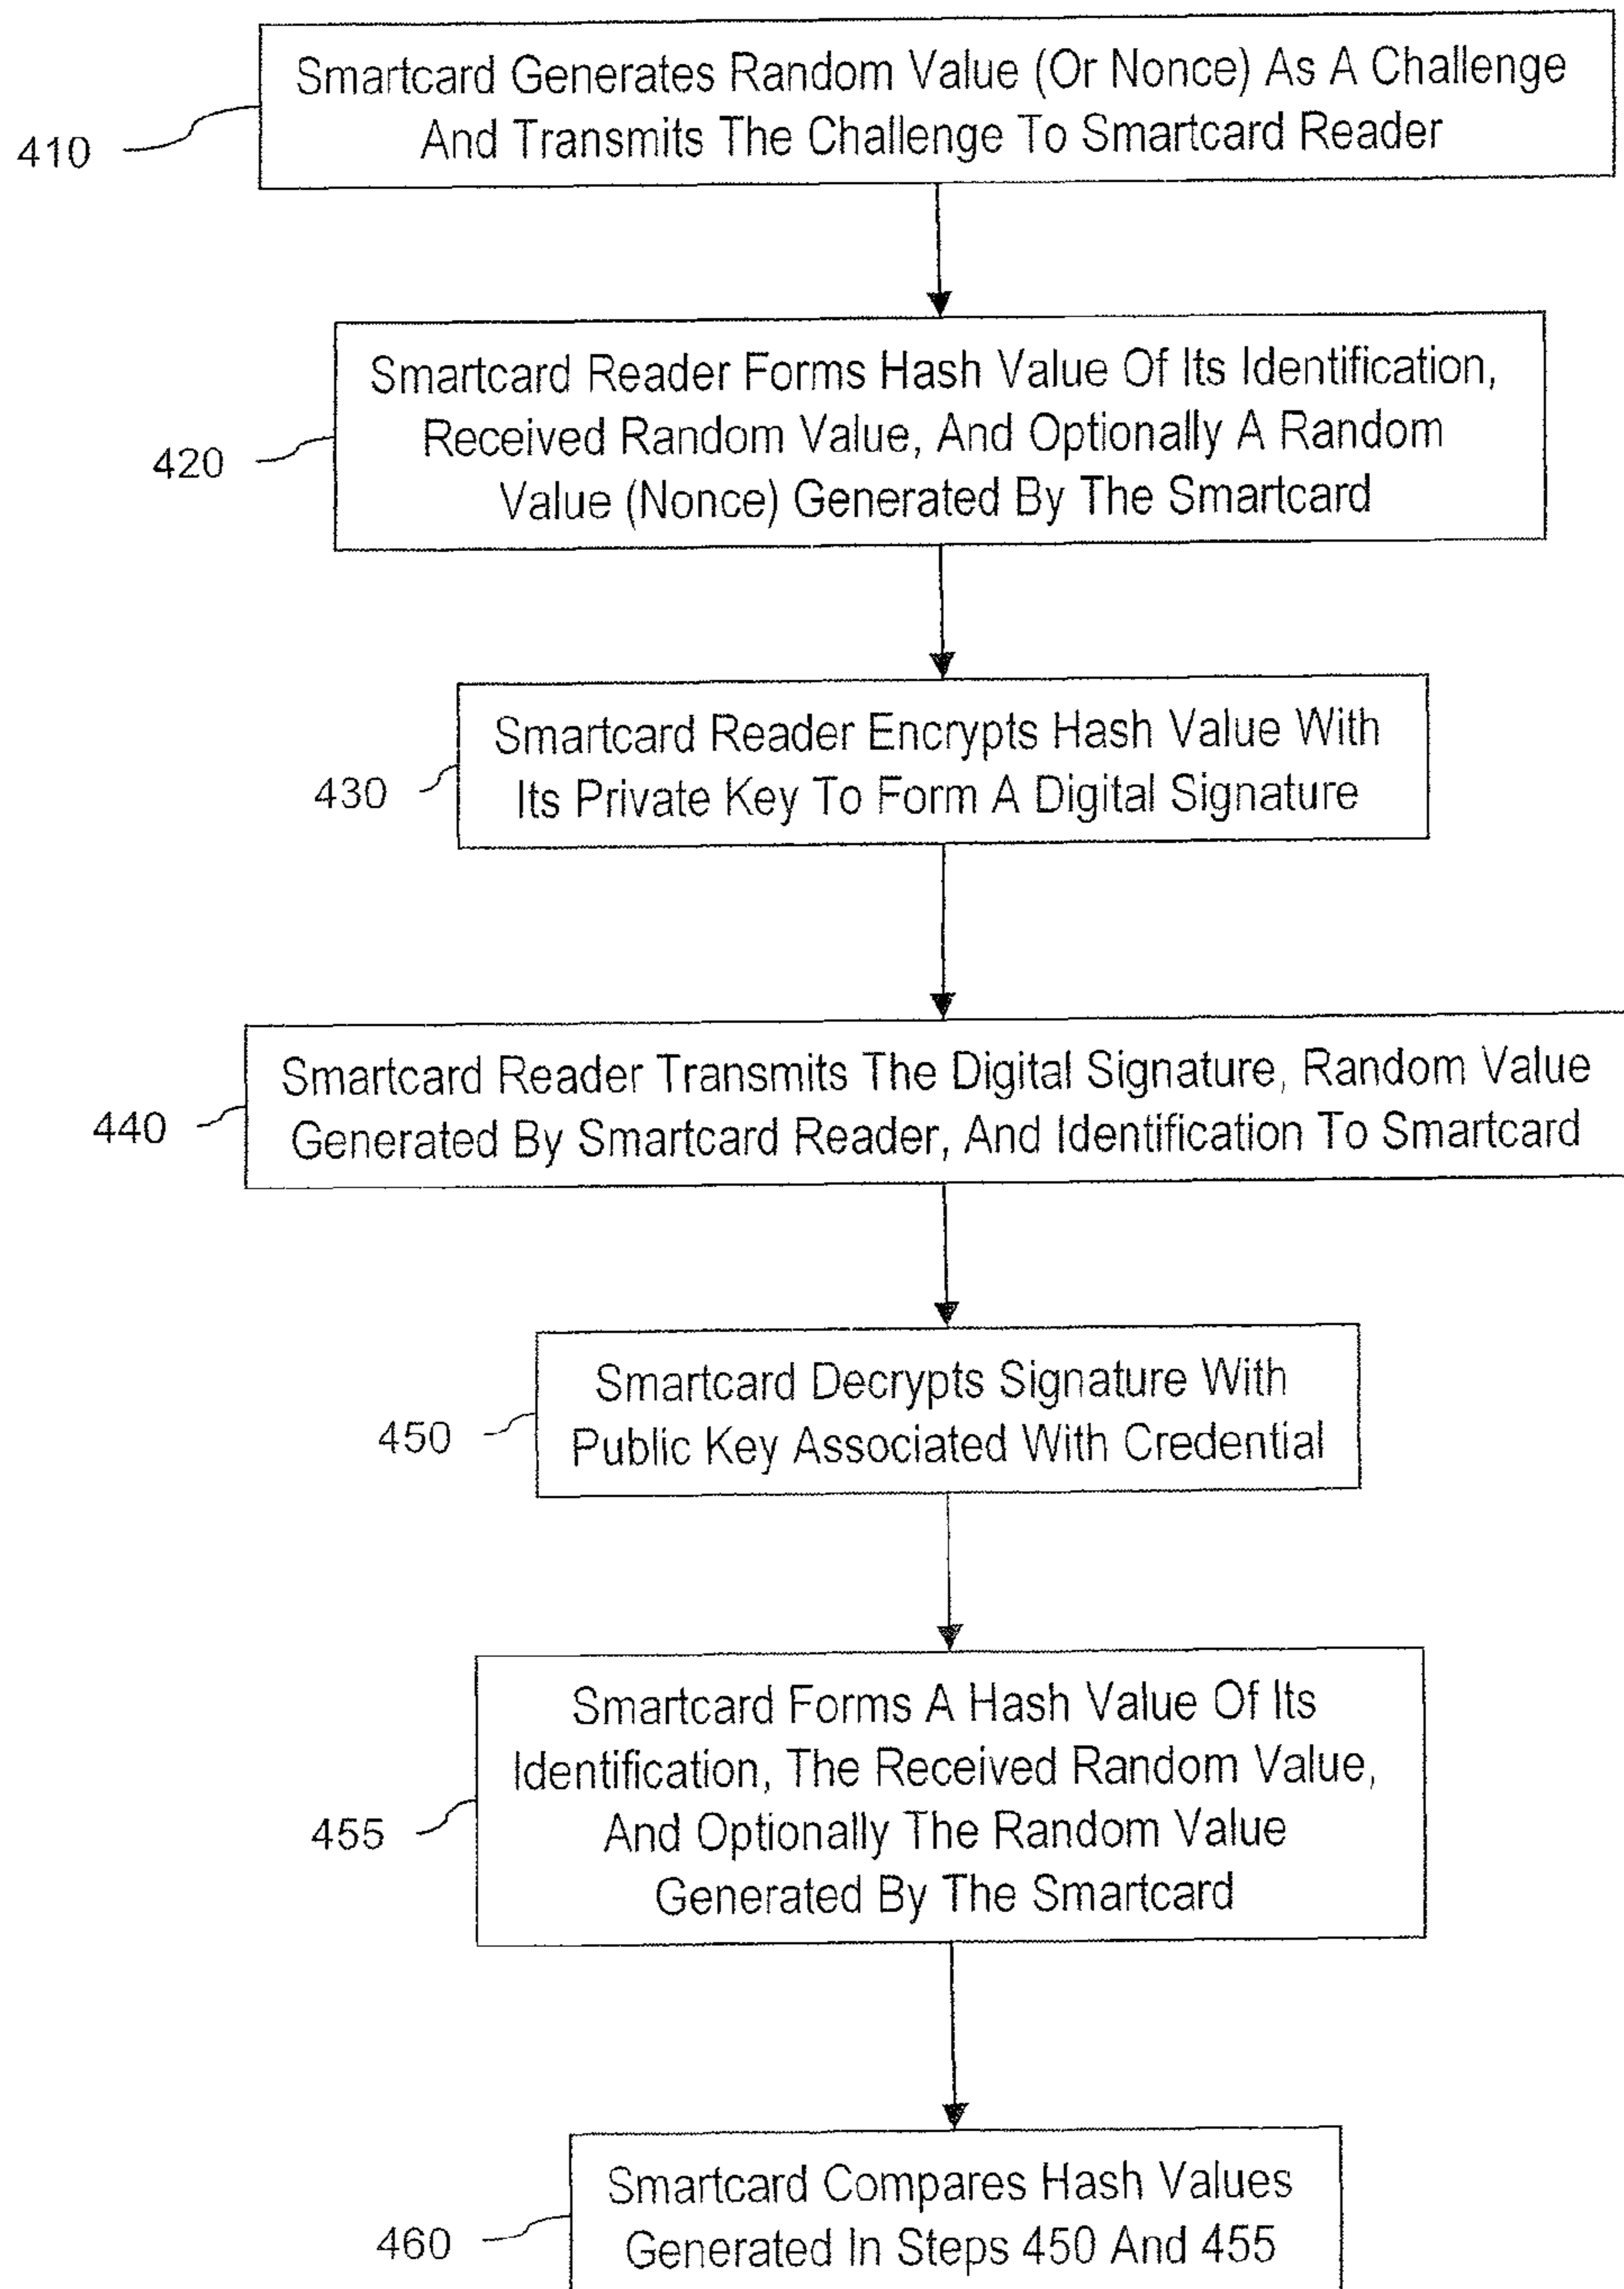 Smartcard Generates Random Value (Or Nonce) As A Challenge
And Transmits The Challenge To Smartcard Reader
410
Smartcard Reader Forms Hash Value Of Its Identification,
Received Random Value, And Optionally A Random
Value (Nonce) Generated By The Smartcard
420
Smartcard Reader Encrypts Hash Value With
Its Private Key To Form A Digital Signature
430
Smartcard Reader Transmits The Digital Signature, Random Value
Generated By Smartcard Reader, And Identification To Smartcard
440
Smartcard Decrypts Signature With
Public Key Associated With Credential
450
Smartcard Forms A Hash Value Of Its
Identification, The Received Random Value,
And Optionally The Random Value
Generated By The Smartcard
455
Smartcard Compares Hash Values
Generated In Steps 450 And 455
460